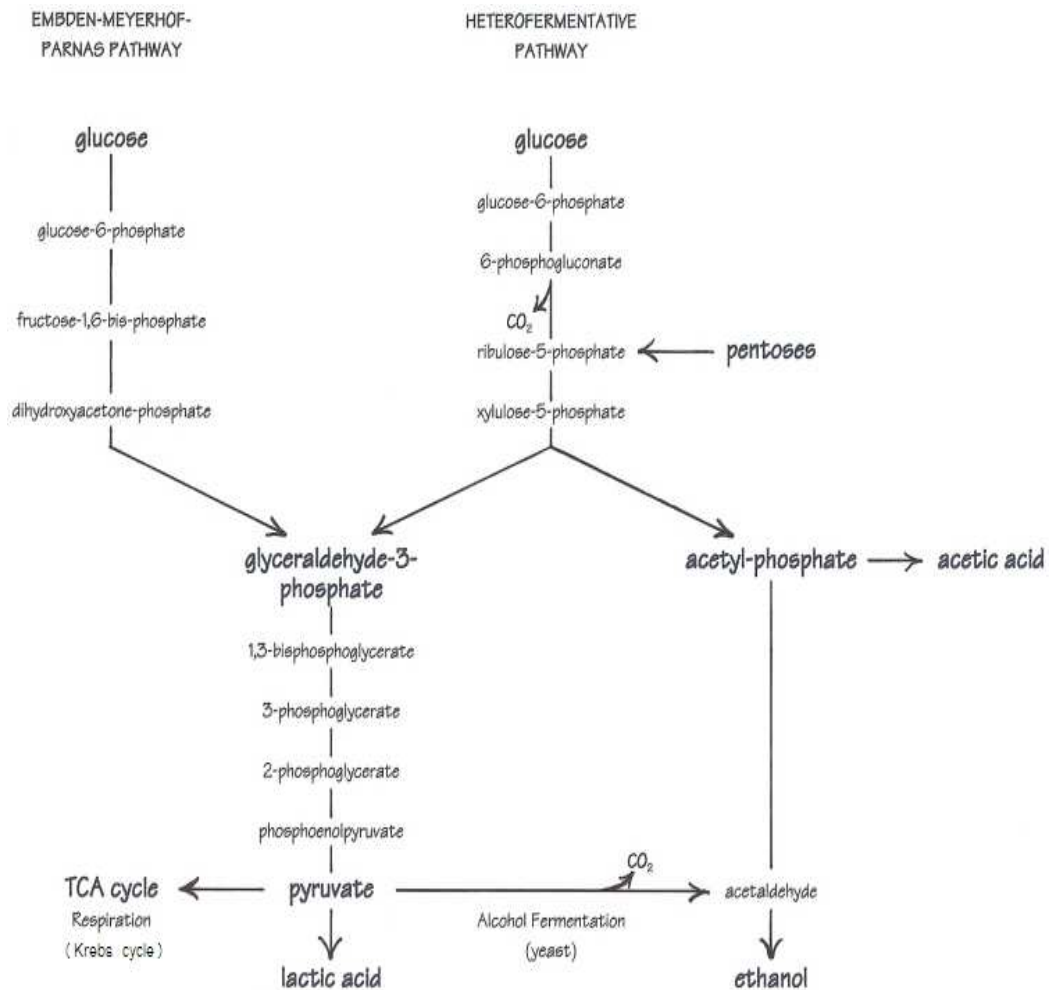 EMBDEN-MEYERHOF-
PARNAS PATHWAY
HETEROFERMENTATIVE
PATHWAY
glucose
glucose
glucose-6-phosphate
glucose-6-phosphate
6-phosphogluconate
fructose-1,6-bis-phosphate
CO₂
ribulose-5-phosphate
pentoses
dihydroxyacetone-phosphate
xylulose-5-phosphate
glyceraldehyde-3-
phosphate
acetyl-phosphate
acetic acid
1,3-bisphosphoglycerate
3-phosphoglycerate
2-phosphoglycerate
phosphoenolpyruvate
CO₂
TCA cycle
pyruvate
acetaldehyde
Respiration
(Krebs cycle)
Alcohol Fermentation
(yeast)
lactic acid
ethanol